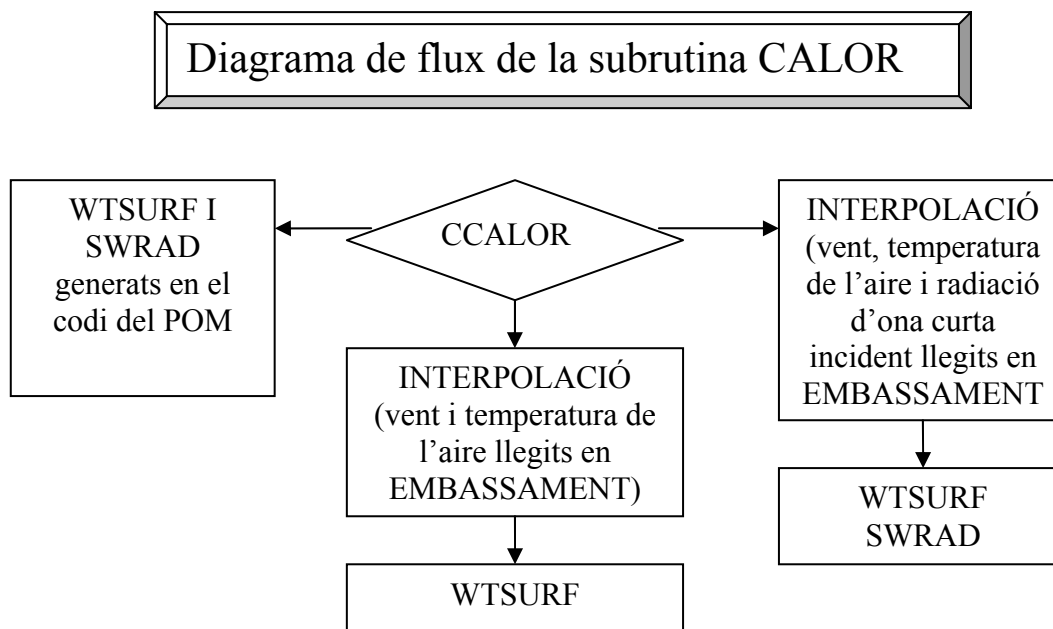 Diagrama de flux de la subrutina CALOR
WTSURF I
SWRAD
generats en el
codi del POM
CCALOR
INTERPOLACIÓ
(vent i temperatura de
l’aire llegits en
EMBASSAMENT)
WTSURF
INTERPOLACIÓ
(vent, temperatura
de l’aire i radiació
d’ona curta
incident llegits en
EMBASSAMENT
WTSURF
SWRAD